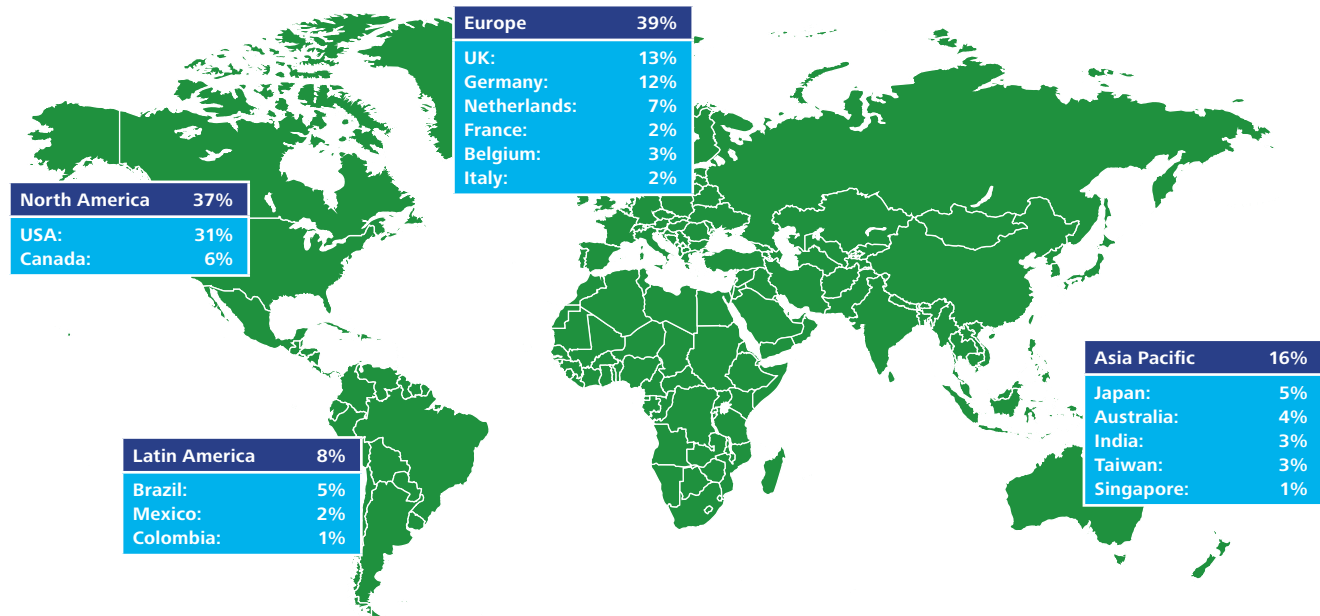 Europe 39%
UK: 13%
Germany: 12%
Netherlands: 7%
France: 2%
Belgium: 3%
Italy: 2%
North America 37%
USA: 31%
Canada: 6%
Asia Pacific 16%
Japan: 5%
Australia: 4%
India: 3%
Taiwan: 3%
Singapore: 1%
Latin America 8%
Brazil: 5%
Mexico: 2%
Colombia: 1%